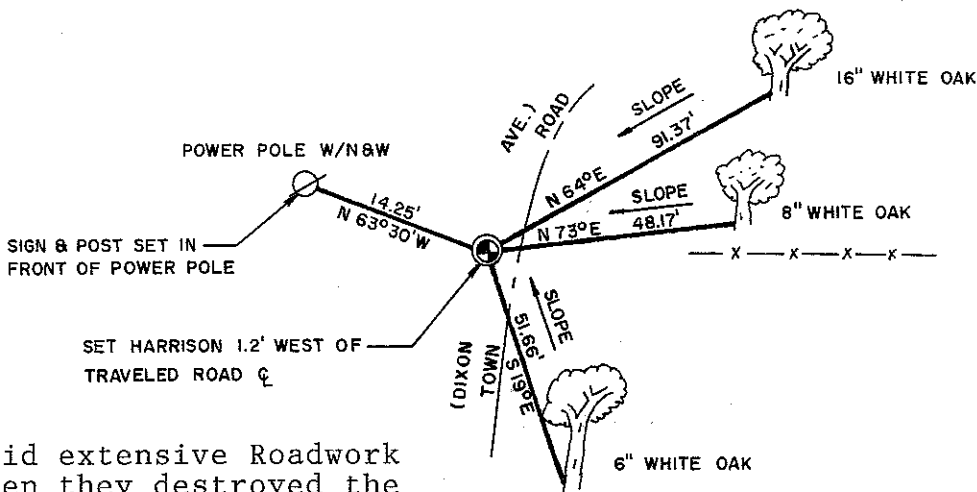 16" WHITE OAK
SLOPE
AVE.) ROAD
91.37'
N 64°E
POWER POLE W/N&W
14.25'
N 63°30'W
SLOPE
N 73°E 48.17'
8" WHITE OAK
SIGN & POST SET IN
FRONT OF POWER POLE
X X X X
SET HARRISON 1.2' WEST OF
TRAVELED ROAD ℄
SLOPE
51.66'
S 19°E
(DIXON
TOWN
6" WHITE OAK
id extensive Roadwork
en they destroyed the